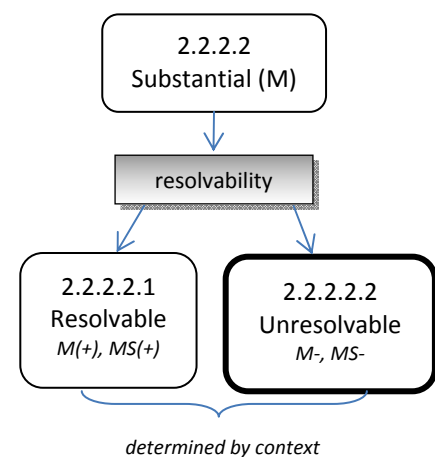 2.2.2.2
Substantial (M)
resolvability
2.2.2.2.1
Resolvable
M(+), MS(+)
2.2.2.2.2
Unresolvable
M-, MS-
determined by context